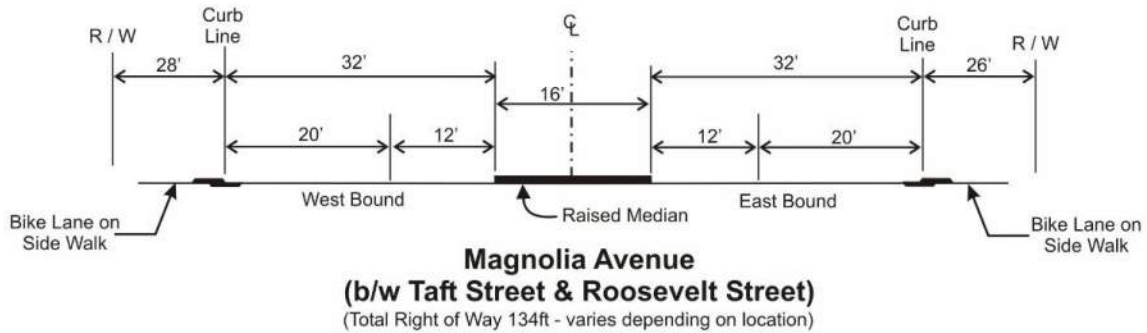 ℄
Curb
Line
Curb
Line
R / W
R / W
28'
32'
32'
26'
16'
20'
12'
12'
20'
West Bound
Raised Median
East Bound
Bike Lane on
Side Walk
Bike Lane on
Side Walk
Magnolia Avenue
(b/w Taft Street & Roosevelt Street)
(Total Right of Way 134ft - varies depending on location)